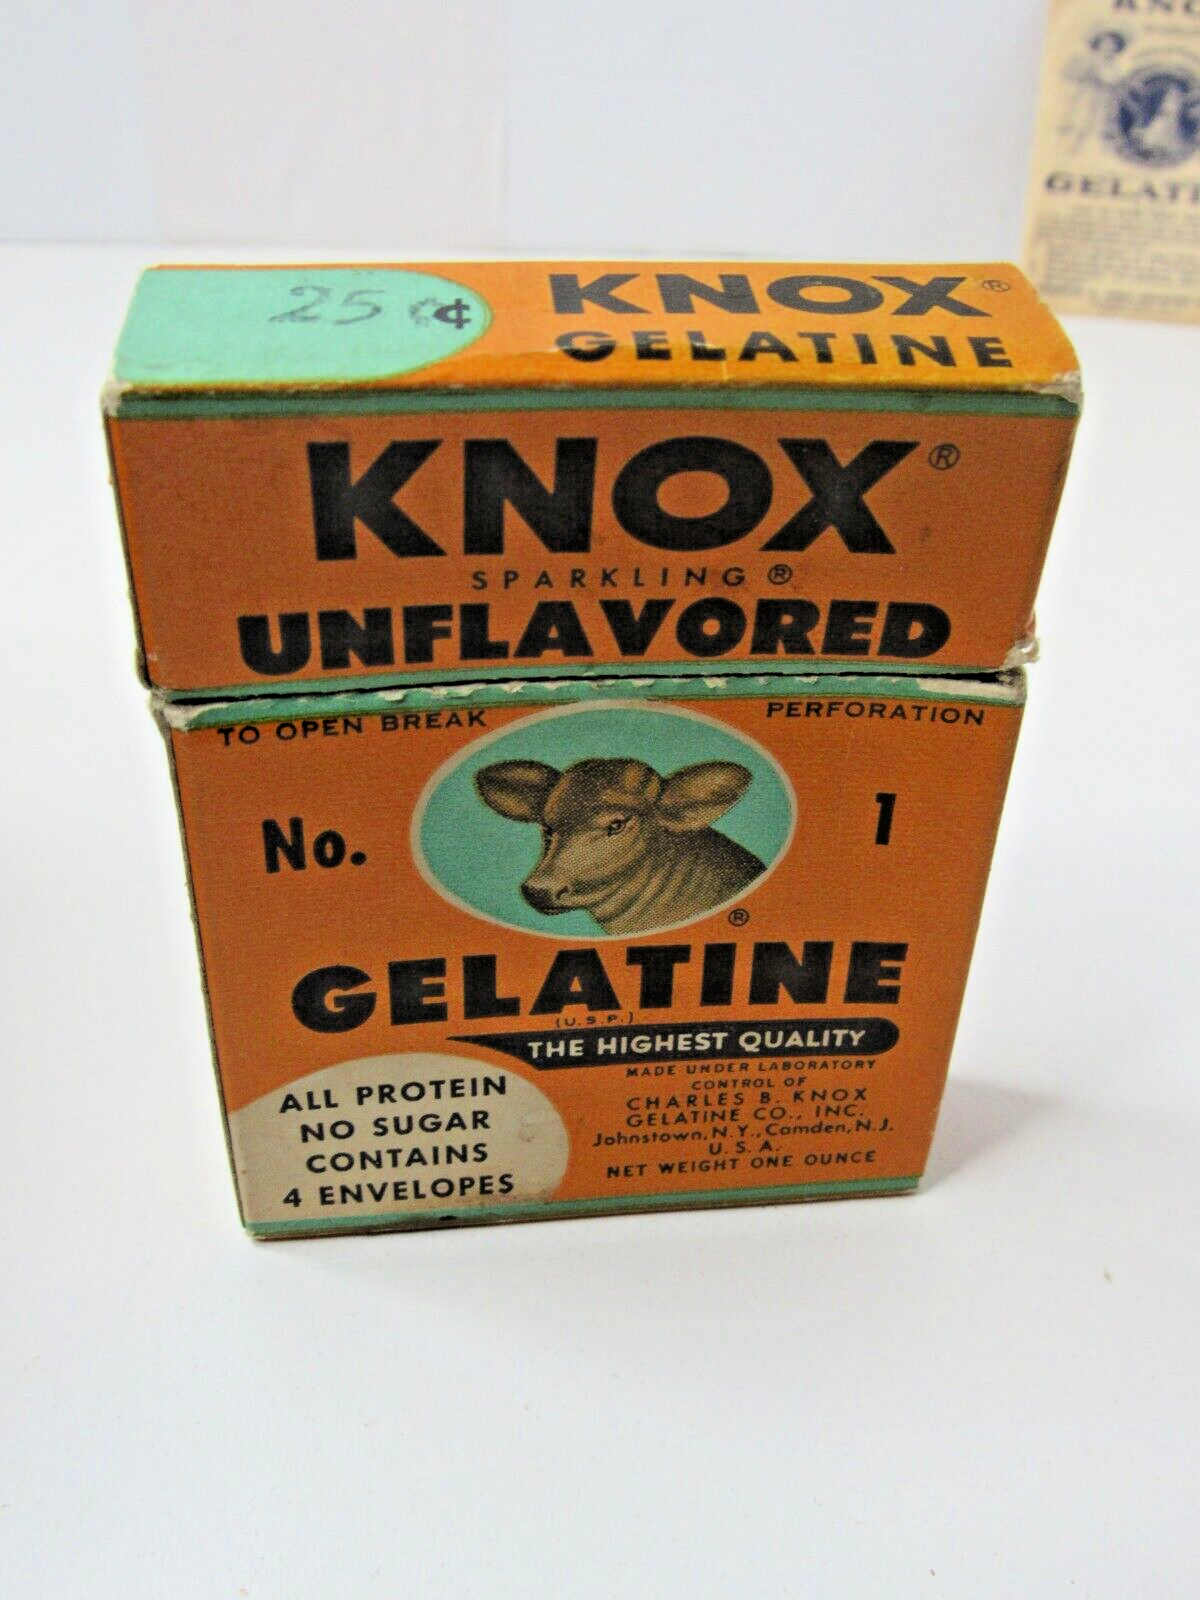 KNO
GELATI
25 ¢¢
KNOX®
GELATINE
KNOX®
SPARKLING®
UNFLAVORED
TO OPEN BREAK PERFORATION
No. 1
®
GELATINE
(U.S.P.)
THE HIGHEST QUALITY
MADE UNDER LABORATORY
CONTROL OF
CHARLES B. KNOX
GELATINE CO., INC.
Johnstown, N.Y., Camden, N.J.
U.S.A.
NET WEIGHT ONE OUNCE
ALL PROTEIN
NO SUGAR
CONTAINS
4 ENVELOPES